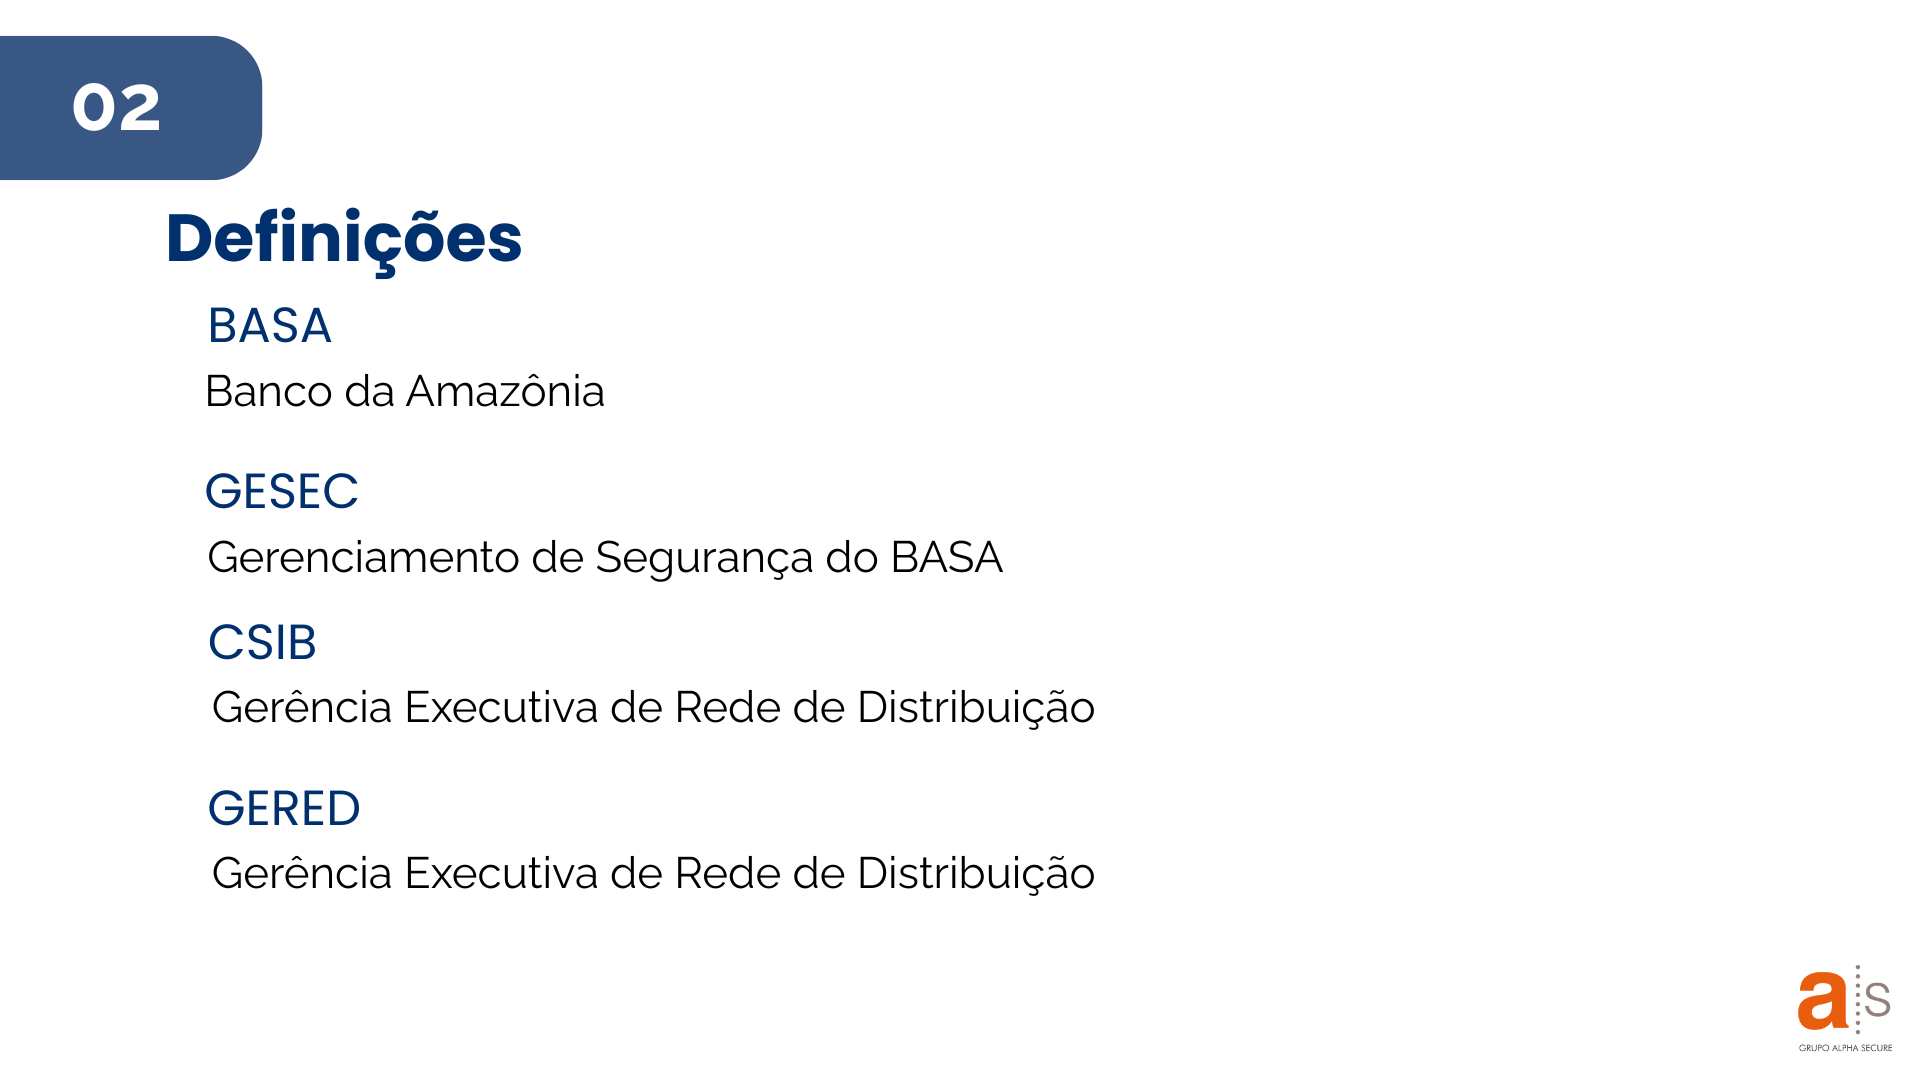 02
Definições
BASA
Banco da Amazônia
GESEC
Gerenciamento de Segurança do BASA
CSIB
Gerência Executiva de Rede de Distribuição
GERED
Gerência Executiva de Rede de Distribuição
a s
GRUPO ALPHA SECURE